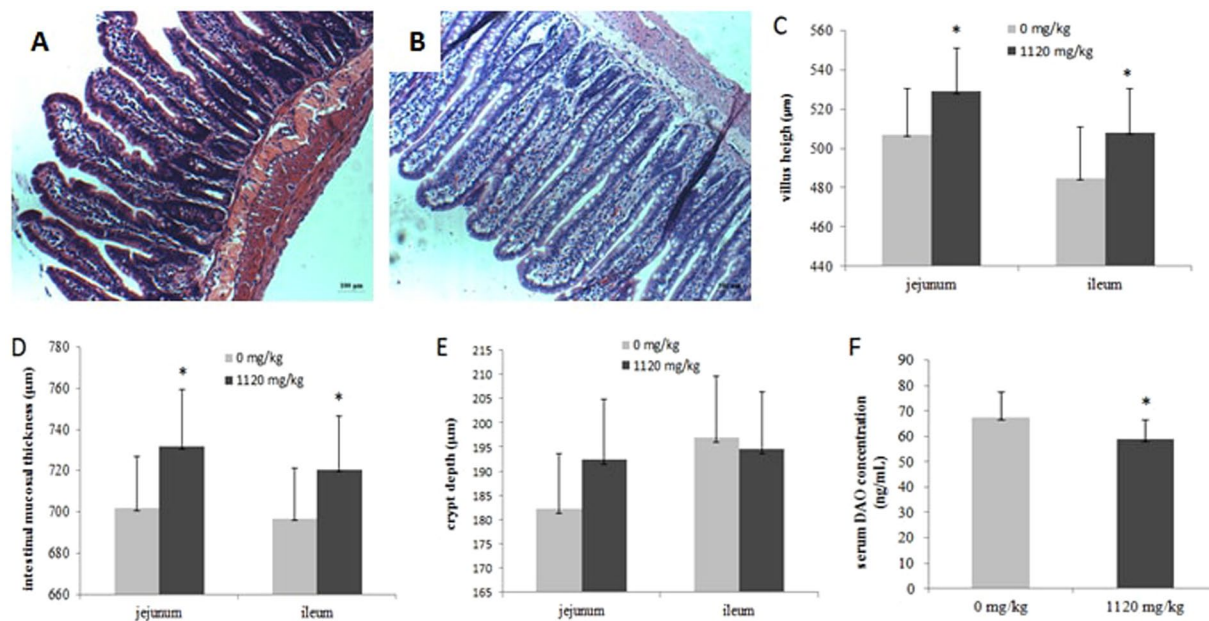 A
100 μm
B
C
0 mg/kg
1120 mg/kg
villus heigh (μm)
560
540
520
500
480
460
440
*
*
jejunum
ileum
D
0 mg/kg
1120 mg/kg
intestinal mucosal thickness (μm)
780
760
740
720
700
680
660
*
*
jejunum
ileum
E
0 mg/kg
1120 mg/kg
crypt depth (μm)
215
210
205
200
195
190
185
180
175
170
165
jejunum
ileum
F
serum DAO concentration
(ng/mL)
90
80
70
60
50
40
30
20
10
0
*
0 mg/kg
1120 mg/kg